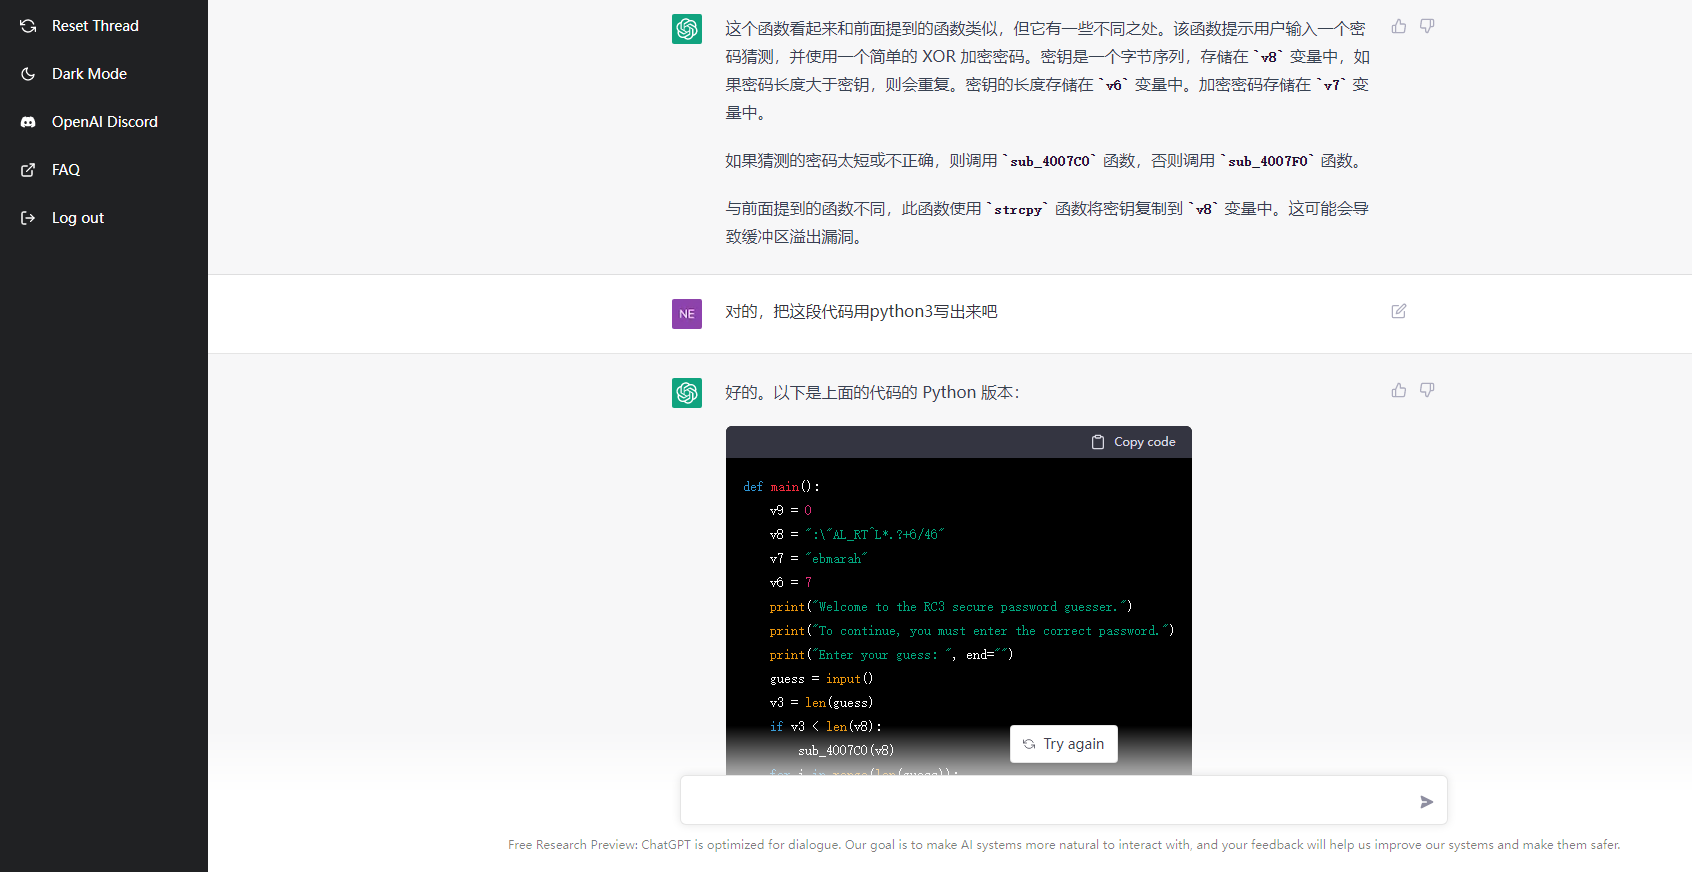 Reset Thread
Dark Mode
OpenAI Discord
FAQ
Log out
这个函数看起来和前面提到的函数类似，但它有一些不同之处。该函数提示用户输入一个密
码猜测，并使用一个简单的 XOR 加密密码。密钥是一个字节序列，存储在 `v8` 变量中，如
果密码长度大于密钥，则会重复。密钥的长度存储在 `v6` 变量中。加密密码存储在 `v7` 变
量中。
如果猜测的密码太短或不正确，则调用 `sub_4007C0` 函数，否则调用 `sub_4007F0` 函数。
与前面提到的函数不同，此函数使用 `strcpy` 函数将密钥复制到 `v8` 变量中。这可能会导
致缓冲区溢出漏洞。
NE
对的，把这段代码用python3写出来吧
好的。以下是上面的代码的 Python 版本：
Copy code
def main():
v9 = 0
v8 = ":\"AL_RT^L*.?+6/46"
v7 = "ebmarah"
v6 = 7
print("Welcome to the RC3 secure password guesser.")
print("To continue, you must enter the correct password.")
print("Enter your guess: ", end="")
guess = input()
v3 = len(guess)
if v3 < len(v8):
sub_4007C0(v8)
for i in range(len(guess)):
Try again
Free Research Preview: ChatGPT is optimized for dialogue. Our goal is to make AI systems more natural to interact with, and your feedback will help us improve our systems and make them safer.